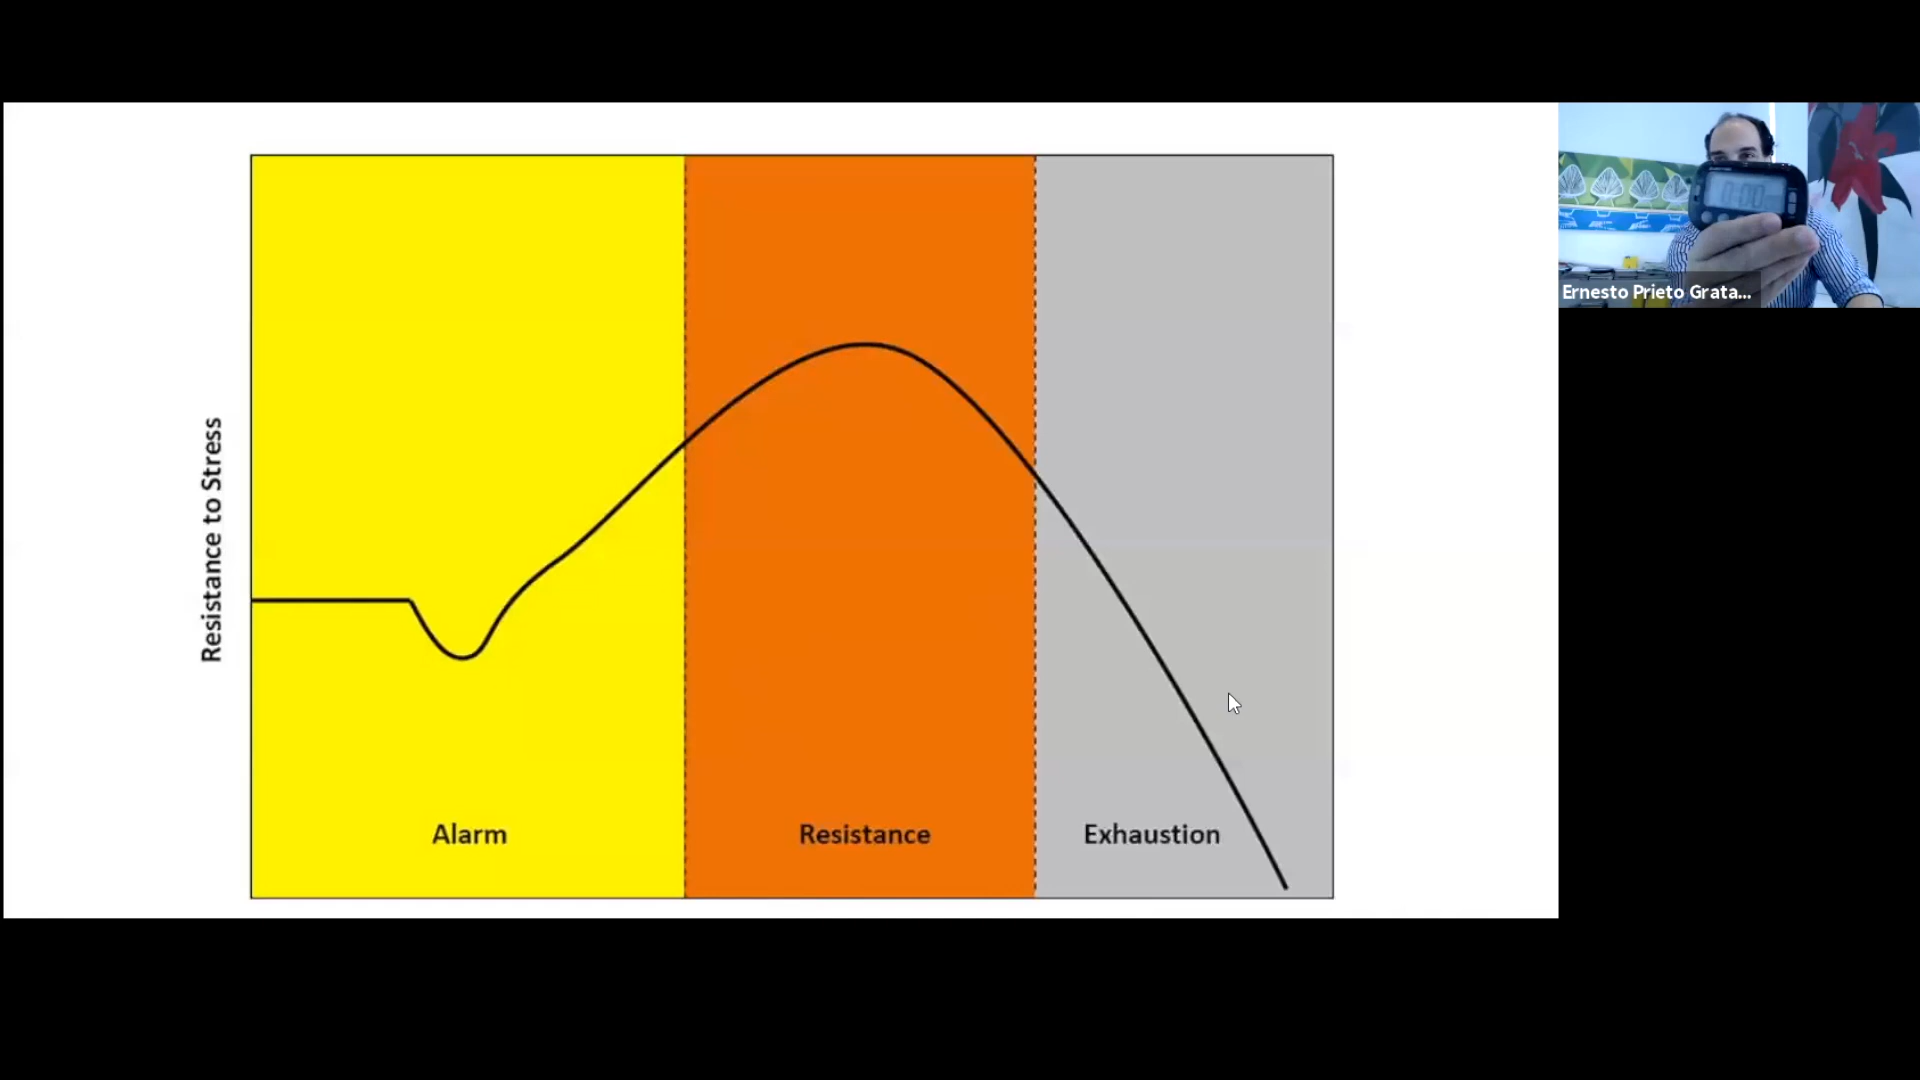 Resistance to Stress
Alarm
Resistance
Exhaustion
Ernesto Prieto Grata...